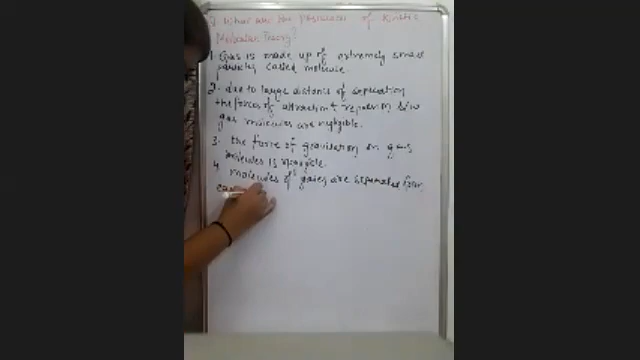 Q What are the Postulates of Kinetic
Molecular Theory?
1 Gas is made up of extremely small
particles called molecule.
2. due to large distance of separation
the forces of attraction & repulsion b/w
gas molecules are negligible.
3. the force of gravitation on gas
molecules is negligible.
4 molecules of gases are separated from